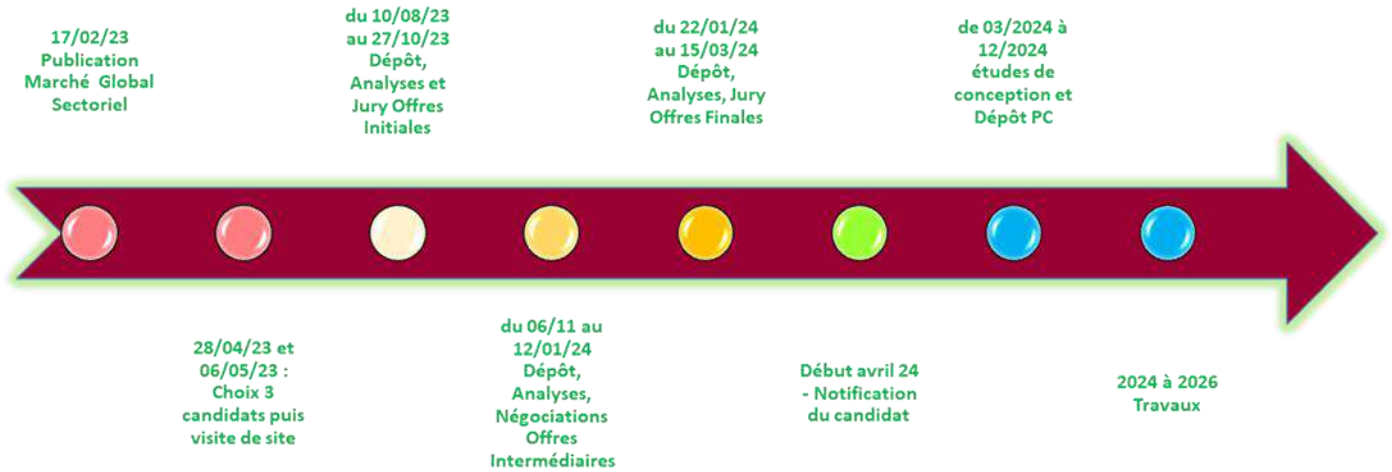 17/02/23
Publication
Marché Global
Sectoriel
28/04/23 et
06/05/23 :
Choix 3
candidats puis
visite de site
du 10/08/23
au 27/10/23
Dépôt,
Analyses et
Jury Offres
Initiales
du 06/11 au
12/01/24
Dépôt,
Analyses,
Négociations
Offres
Intermédiaires
du 22/01/24
au 15/03/24
Dépôt,
Analyses, Jury
Offres Finales
Début avril 24
- Notification
du candidat
de 03/2024 à
12/2024
études de
conception et
Dépôt PC
2024 à 2026
Travaux